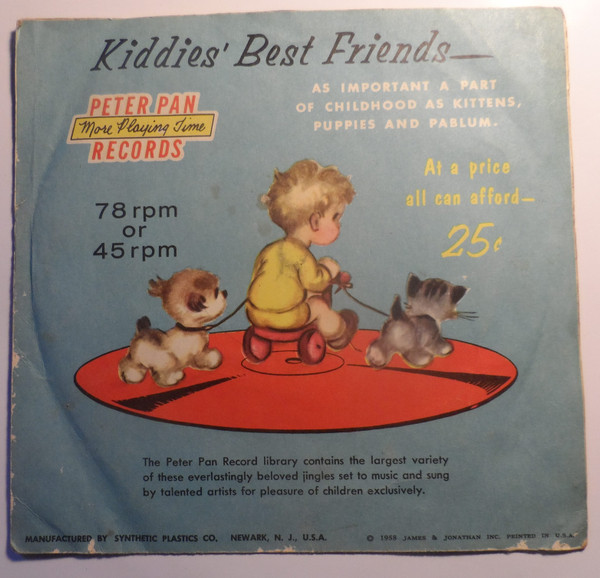 Kiddies' Best Friends—
AS IMPORTANT A PART
OF CHILDHOOD AS KITTENS,
PUPPIES AND PABLUM.
PETER PAN
More Playing Time
RECORDS
At a price
all can afford—
25¢
78 rpm
or
45 rpm
The Peter Pan Record library contains the largest variety
of these everlastingly beloved jingles set to music and sung
by talented artists for pleasure of children exclusively.
MANUFACTURED BY SYNTHETIC PLASTICS CO. NEWARK, N. J., U.S.A.
© JAMES & JONATHAN INC. PRINTED IN U.S.A.